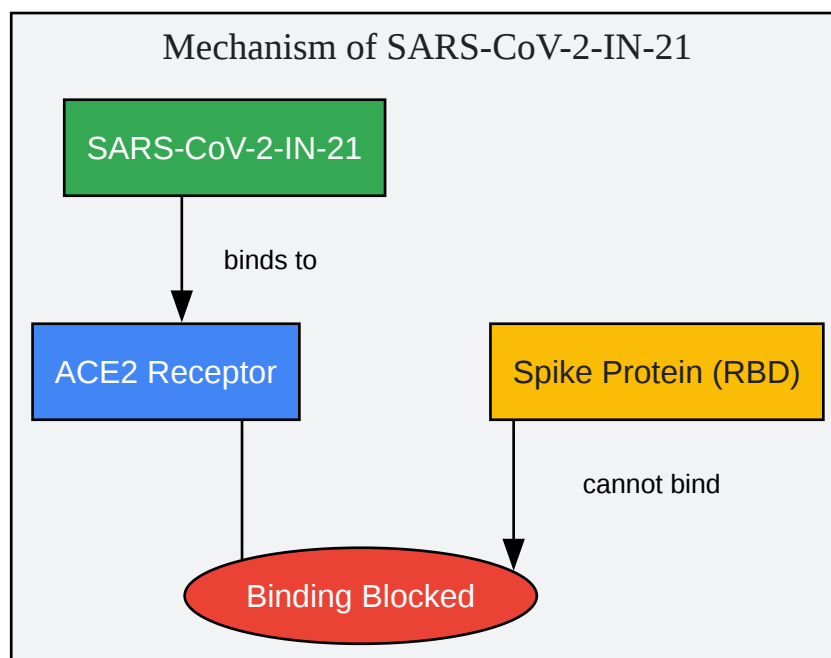 Mechanism of SARS-CoV-2-IN-21
SARS-CoV-2-IN-21
binds to
ACE2 Receptor
Spike Protein (RBD)
cannot bind
Binding Blocked